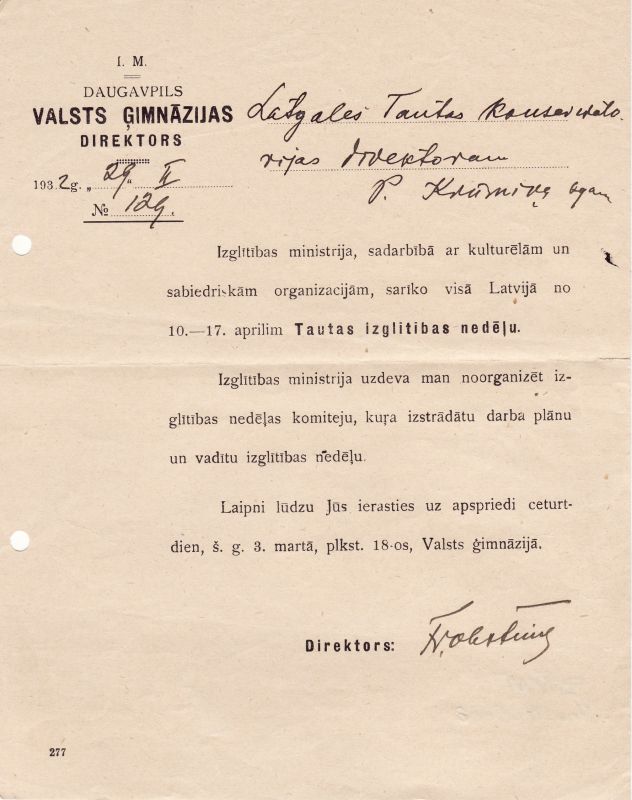 I. M.
DAUGAVPILS
VALSTS ĢIMNĀZIJAS
DIREKTORS
1932 g. „29" II
№ 129.
Latgales Tautas konservato-
rijas direktoram
P. Krūmiņa kgam
Izglītības ministrija, sadarbībā ar kulturēlām un
sabiedriskām organizacijām, sarīko visā Latvijā no
10.—17. aprilim Tautas izglītības nedēļu.
Izglītības ministrija uzdeva man noorganizēt iz-
glītības nedēļas komiteju, kuŗa izstrādātu darba plānu
un vadītu izglītības nedēļu.
Laipni lūdzu Jūs ierasties uz apspriedi ceturt-
dien, š. g. 3. martā, plkst. 18-os, Valsts ģimnāzijā.
Direktors:
277